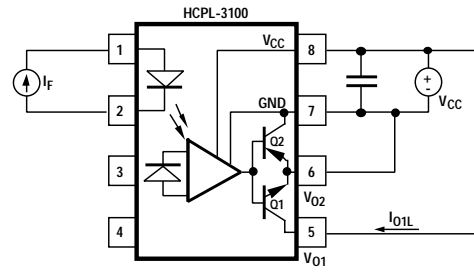 HCPL-3100
1
V_CC
8
I_F
+
-
V_CC
2
GND
7
Q2
3
6
V_O2
Q1
I_O1L
4
5
V_O1